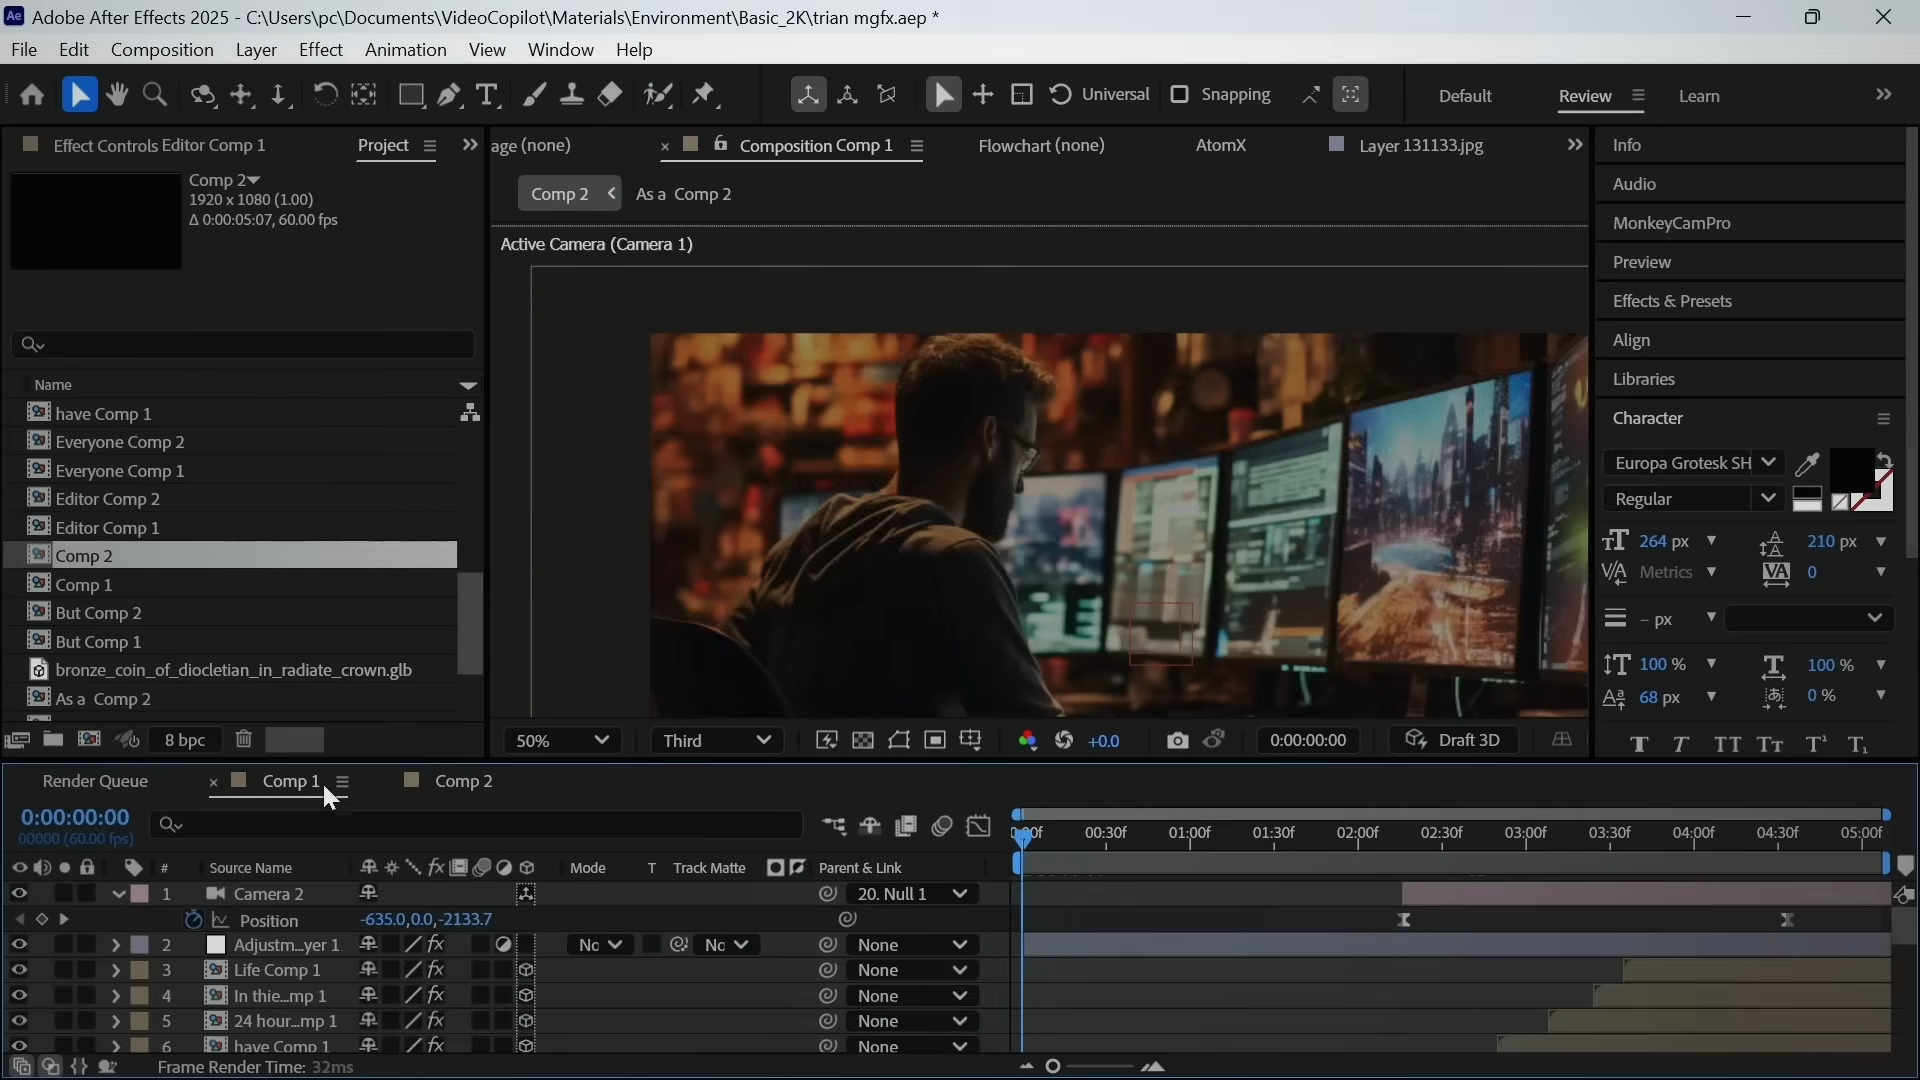 Ae Adobe After Effects 2025 - C:\Users\pc\Documents\VideoCopilot\Materials\Environment\Basic_2K\trian mgfx.aep *
File Edit Composition Layer Effect Animation View Window Help
Universal Snapping Default Review Learn
Effect Controls Editor Comp 1 Project age (none) Composition Comp 1 Flowchart (none) AtomX Layer 131133.jpg Info
Comp 2
1920 x 1080 (1.00)
Δ 0:00:05:07, 60.00 fps
Comp 2 As a Comp 2
Audio
MonkeyCamPro
Active Camera (Camera 1)
Preview
Effects & Presets
Align
Libraries
Name
have Comp 1
Everyone Comp 2
Everyone Comp 1
Editor Comp 2
Editor Comp 1
Comp 2
Comp 1
But Comp 2
But Comp 1
bronze_coin_of_diocletian_in_radiate_crown.glb
As a Comp 2
8 bpc
Character
Europa Grotesk SH
Regular
264 px 210 px
Metrics 0
- px
100 % 100 %
68 px 0 %
T T TT Tт T¹ T₁
50% Third +0.0 0:00:00:00 Draft 3D
Render Queue Comp 1 Comp 2
0:00:00:00
00000 (60.00 fps)
00:30f 01:00f 01:30f 02:00f 02:30f 03:00f 03:30f 04:00f 04:30f 05:00f
# Source Name Mode T Track Matte Parent & Link
1 Camera 2 20. Null 1
Position -635.0,0.0,-2133.7
2 Adjustm...yer 1 Nc Nc None
3 Life Comp 1 None
4 In thie...mp 1 None
5 24 hour...mp 1 None
6 have Comp 1 None
Frame Render Time: 32ms